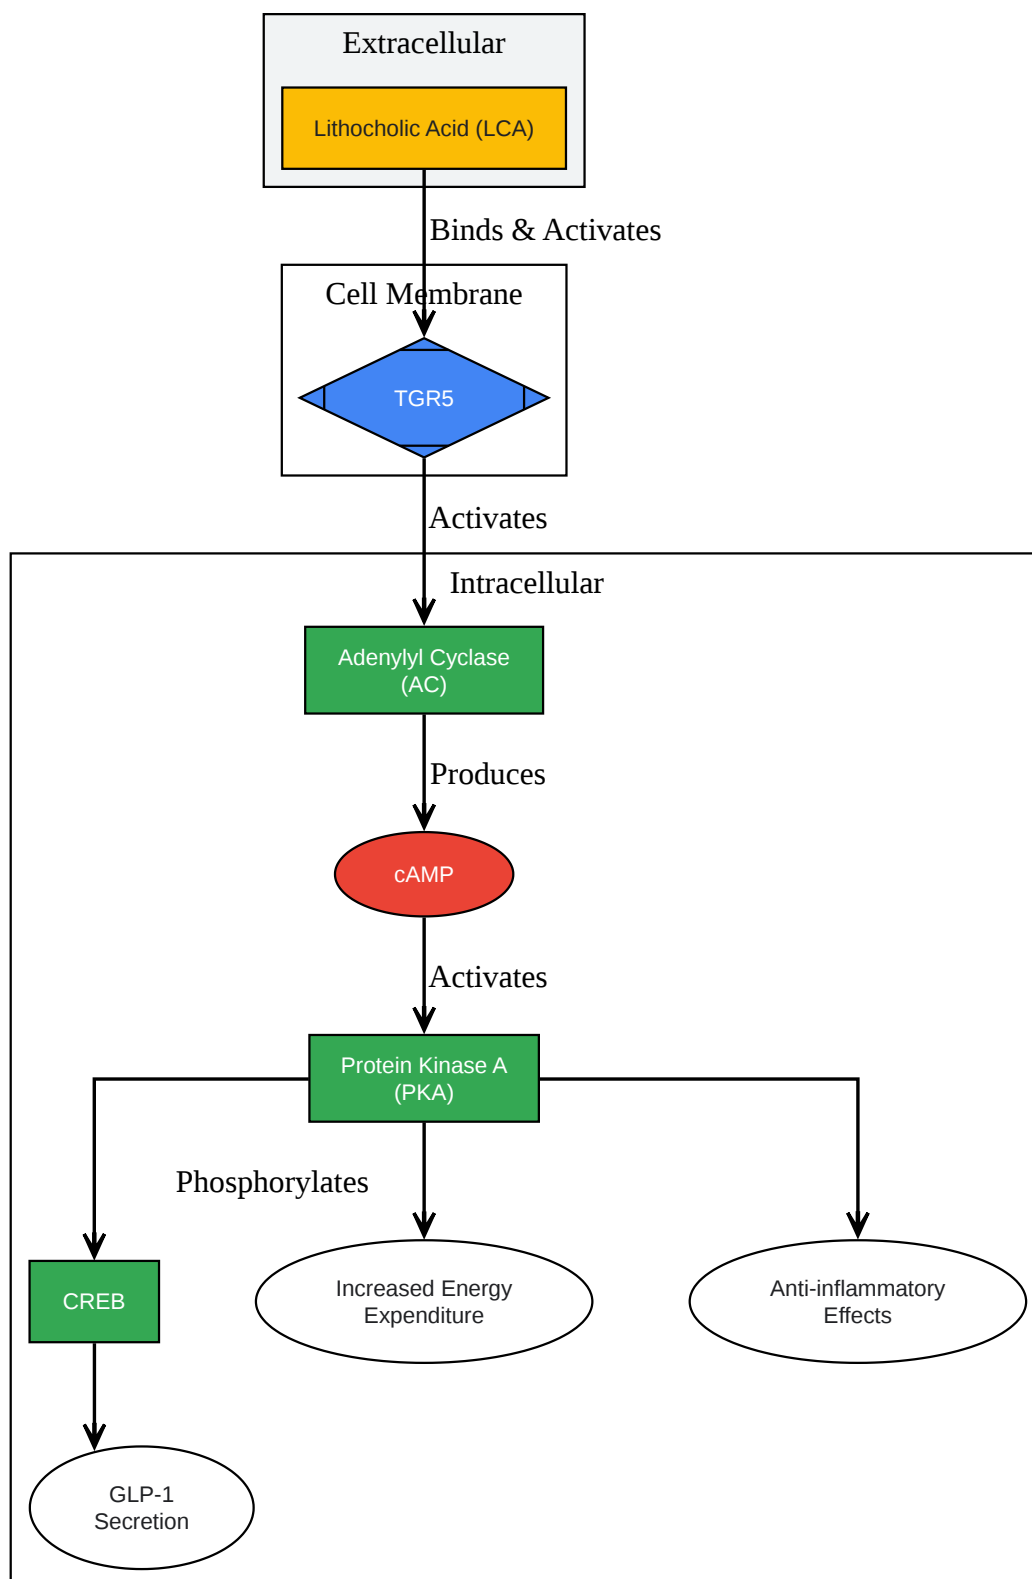 Extracellular
Lithocholic Acid (LCA)
Binds & Activates
Cell Membrane
TGR5
Activates
Intracellular
Adenylyl Cyclase
(AC)
Produces
cAMP
Activates
Protein Kinase A
(PKA)
Phosphorylates
CREB
Increased Energy
Expenditure
Anti-inflammatory
Effects
GLP-1
Secretion